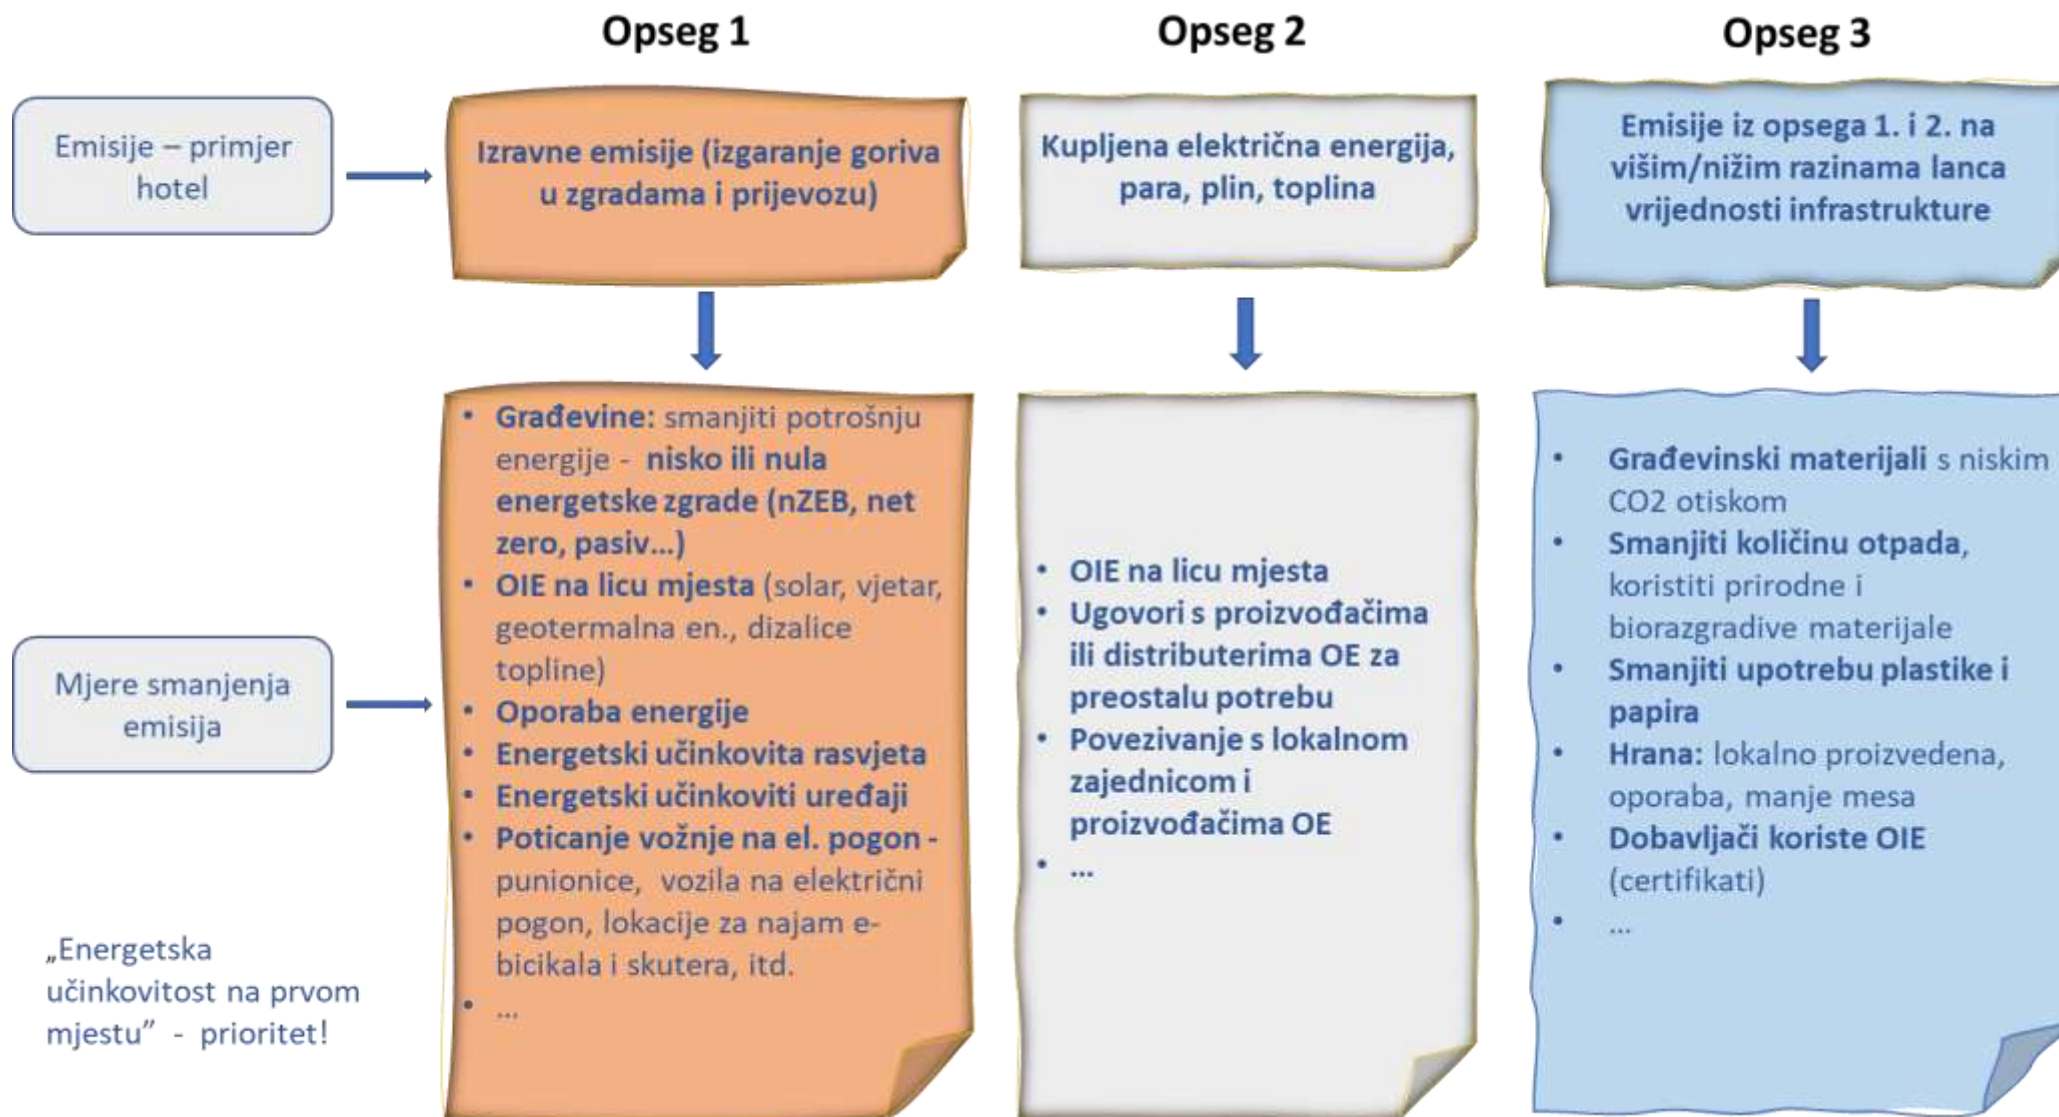 Opseg 1
Opseg 2
Opseg 3
Emisije – primjer
hotel
Izravne emisije (izgaranje goriva
u zgradama i prijevozu)
Kupljena električna energija,
para, plin, toplina
Emisije iz opsega 1. i 2. na
višim/nižim razinama lanca
vrijednosti infrastrukture
Mjere smanjenja
emisija
• Građevine: smanjiti potrošnju
energije - nisko ili nula
energetske zgrade (nZEB, net
zero, pasiv...)
• OIE na licu mjesta (solar, vjetar,
geotermalna en., dizalice
topline)
• Oporaba energije
• Energetski učinkovita rasvjeta
• Energetski učinkoviti uređaji
• Poticanje vožnje na el. pogon -
punionice, vozila na električni
pogon, lokacije za najam e-
bicikala i skutera, itd.
• ...
• OIE na licu mjesta
• Ugovori s proizvođačima
ili distributerima OE za
preostalu potrebu
• Povezivanje s lokalnom
zajednicom i
proizvođačima OE
• ...
• Građevinski materijali s niskim
CO2 otiskom
• Smanjiti količinu otpada,
koristiti prirodne i
biorazgradive materijale
• Smanjiti upotrebu plastike i
papira
• Hrana: lokalno proizvedena,
oporaba, manje mesa
• Dobavljači koriste OIE
(certifikati)
• ...
„Energetska
učinkovitost na prvom
mjestu” - prioritet!